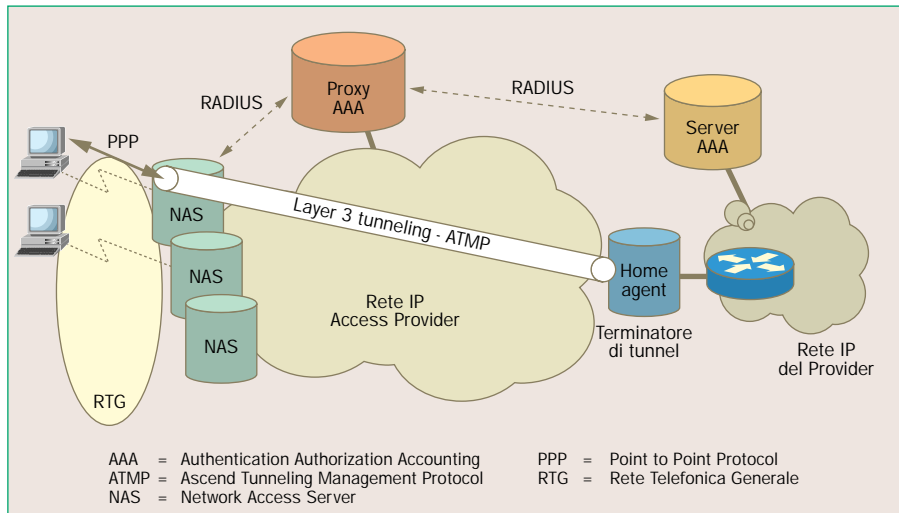 Proxy
AAA
RADIUS
RADIUS
Server
AAA
PPP
NAS
Layer 3 tunneling - ATMP
NAS
Home
agent
Rete IP
Access Provider
NAS
Terminatore
di tunnel
Rete IP
del Provider
RTG
AAA = Authentication Authorization Accounting
ATMP = Ascend Tunneling Management Protocol
NAS = Network Access Server
PPP = Point to Point Protocol
RTG = Rete Telefonica Generale